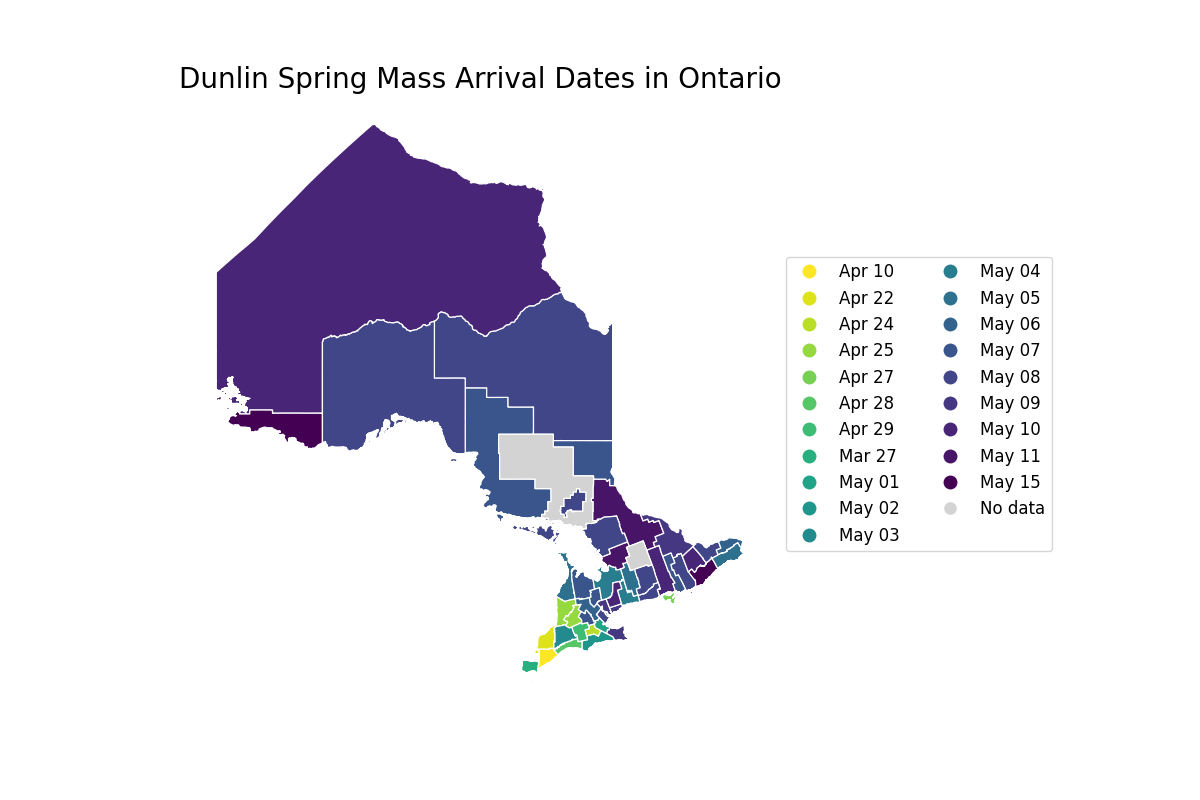 Dunlin Spring Mass Arrival Dates in Ontario
Apr 10
Apr 22
Apr 24
Apr 25
Apr 27
Apr 28
Apr 29
Mar 27
May 01
May 02
May 03
May 04
May 05
May 06
May 07
May 08
May 09
May 10
May 11
May 15
No data